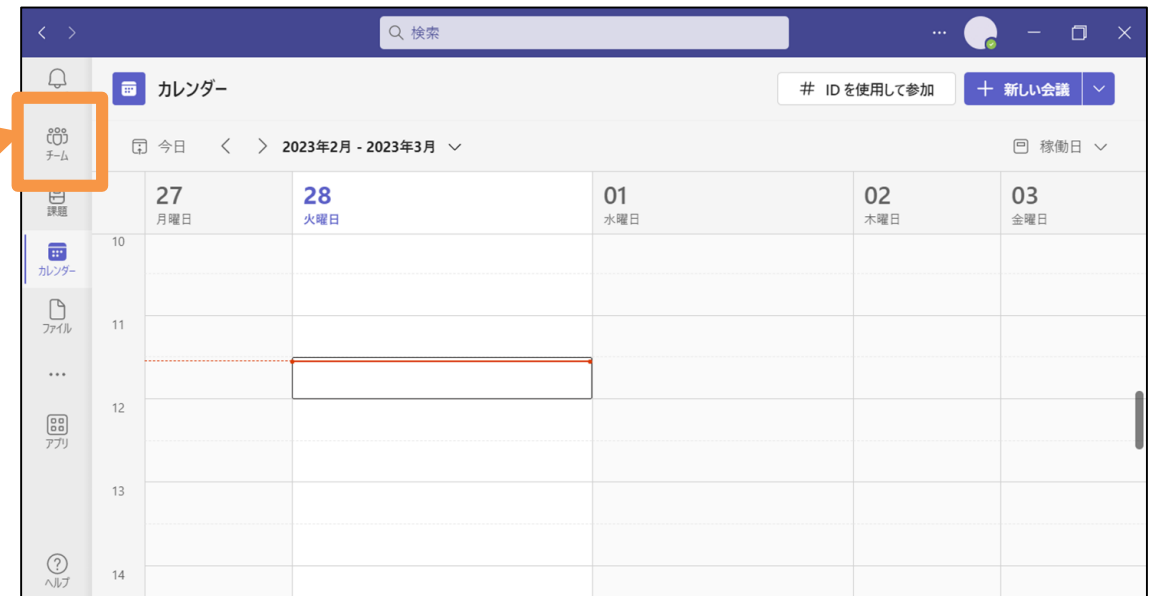 検索
カレンダー
# IDを使用して参加
新しい会議
チーム
今日
2023年2月 - 2023年3月
稼働日
課題
27
月曜日
28
火曜日
01
水曜日
02
木曜日
03
金曜日
カレンダー
ファイル
アプリ
ヘルプ
10
11
12
13
14